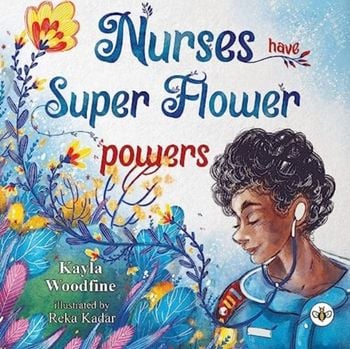 Nurses have
Super Flower
powers
Kayla
Woodfine
illustrated by
Reka Kadar